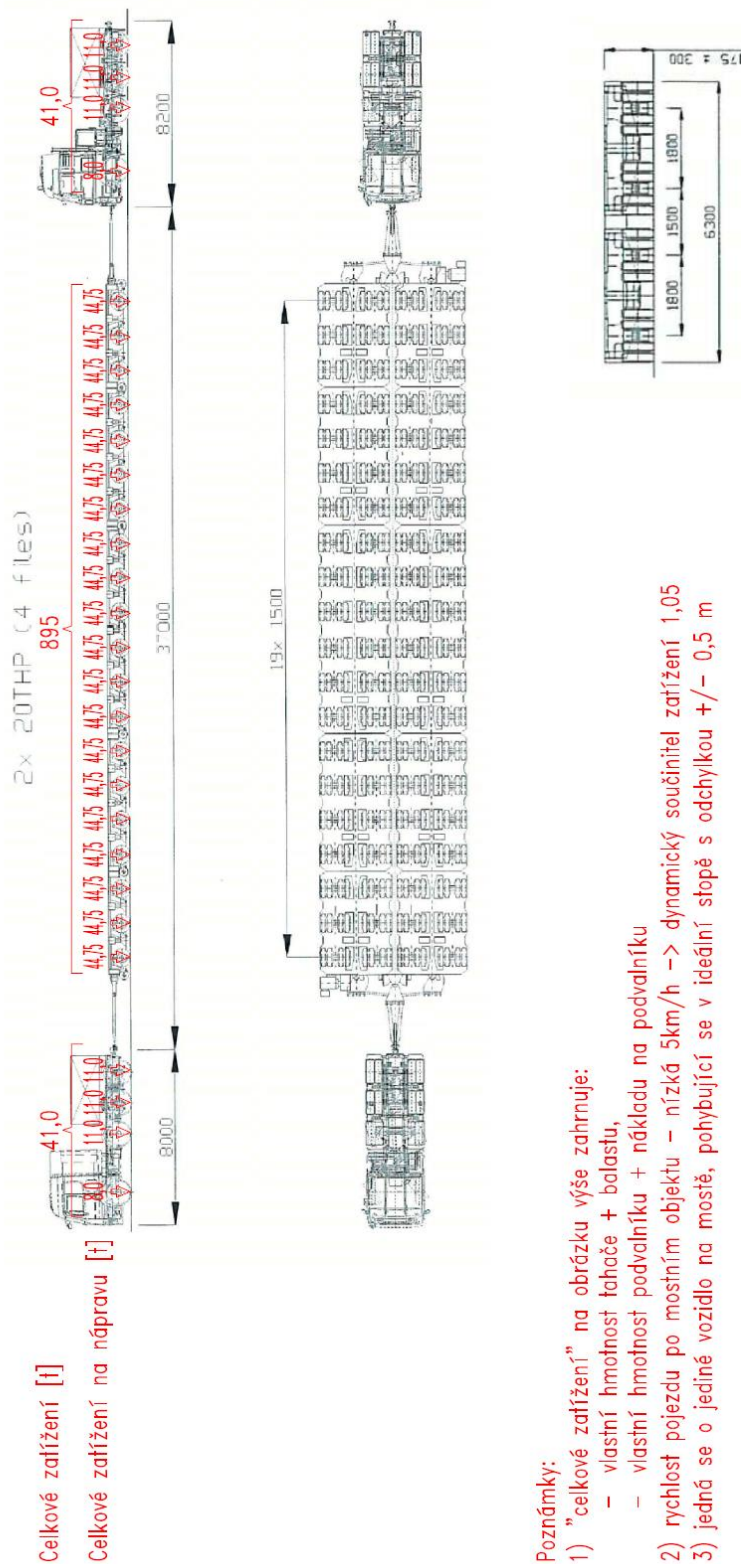 2x 20THP (4 files)
Celkové zatížení [t]
41,0
895
41,0
Celkové zatížení na nápravu [t]
8,0 11,0 11,0 11,0
44,75 44,75 44,75 44,75 44,75 44,75 44,75 44,75 44,75 44,75 44,75 44,75 44,75 44,75 44,75 44,75 44,75 44,75 44,75 44,75
8,0 11,0 11,0 11,0
8000
37000
8200
19x 1500
1800
1500
1800
6300
175 ± 300
Poznámky:
1) "celkové zatížení" na obrázku výše zahrnuje:
- vlastní hmotnost tahače + balastu,
- vlastní hmotnost podvalníku + nákladu na podvalníku
2) rychlost pojezdu po mostním objektu - nízká 5km/h -> dynamický součinitel zatížení 1,05
3) jedná se o jediné vozidlo na mostě, pohybující se v ideální stopě s odchylkou +/- 0,5 m